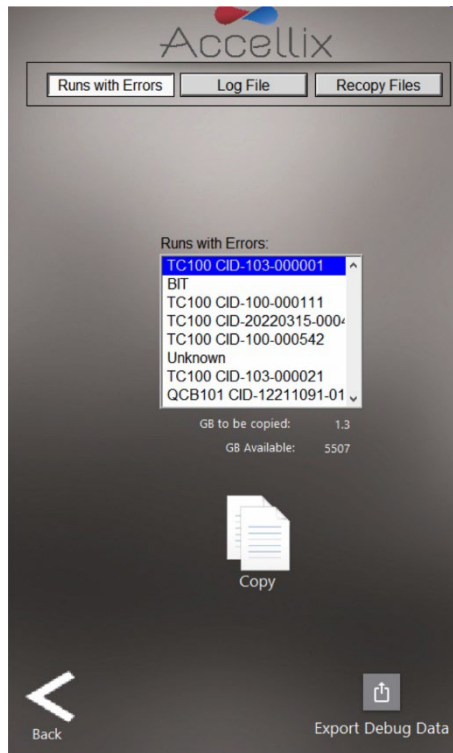 Accellix
Runs with Errors Log File Recopy Files
Runs with Errors:
TC100 CID-103-000001
BIT
TC100 CID-100-000111
TC100 CID-20220315-000
TC100 CID-100-000542
Unknown
TC100 CID-103-000021
QCB101 CID-12211091-01
GB to be copied: 1.3
GB Available: 5507
Copy
Back
Export Debug Data